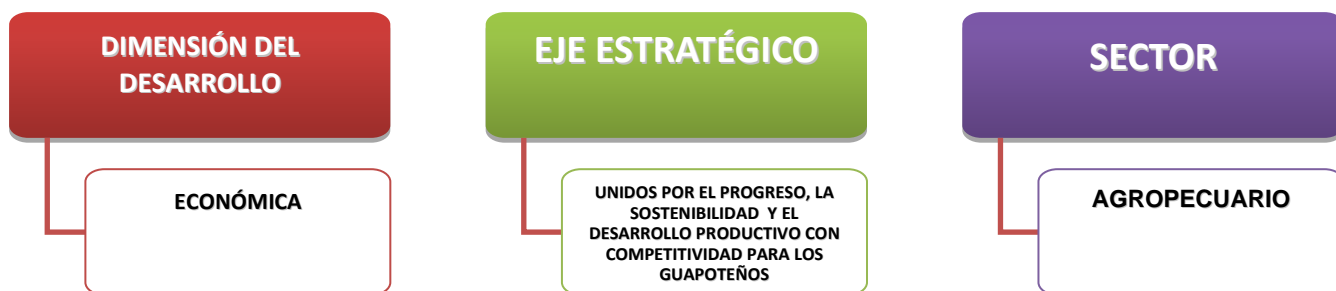 DIMENSIÓN DEL
DESARROLLO
ECONÓMICA
EJE ESTRATÉGICO
UNIDOS POR EL PROGRESO, LA
SOSTENIBILIDAD Y EL
DESARROLLO PRODUCTIVO CON
COMPETITIVIDAD PARA LOS
GUAPOTEÑOS
SECTOR
AGROPECUARIO